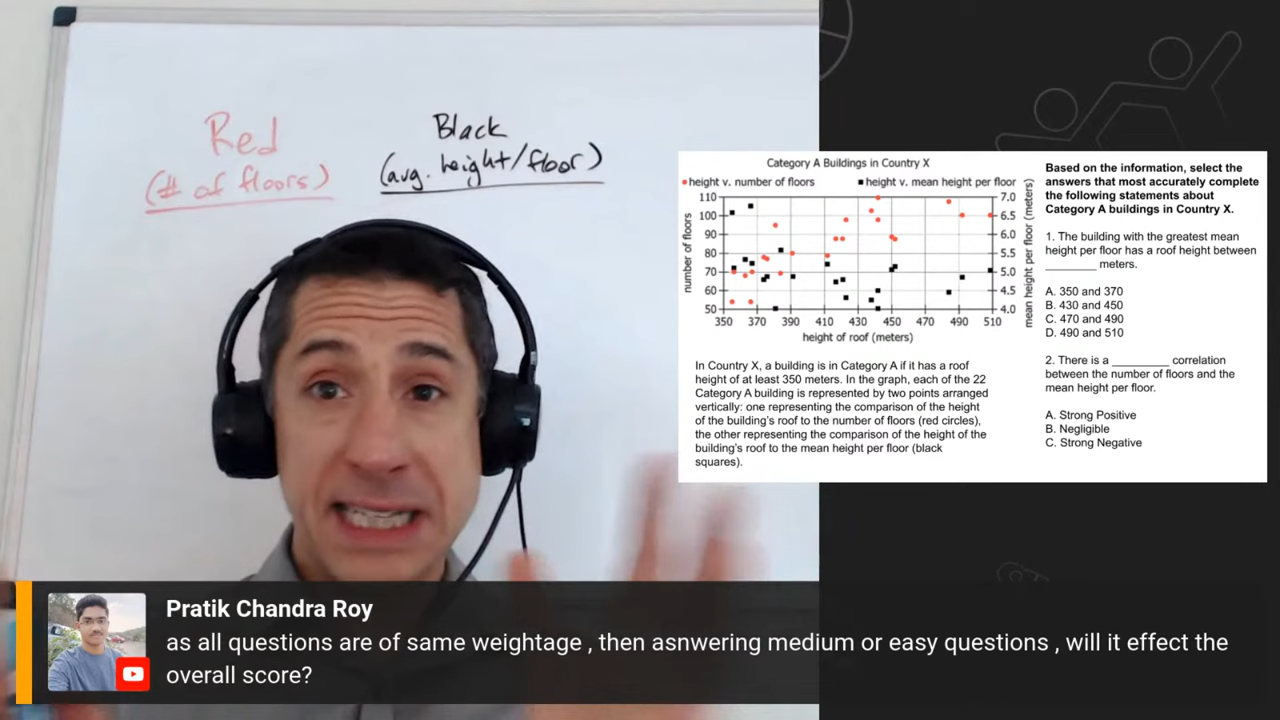 Red
(# of floors)
Black
(avg. height/floor)
Category A Buildings in Country X
height v. number of floors
height v. mean height per floor
number of floors
110
100
90
80
70
60
50
7.0
6.5
6.0
5.5
5.0
4.5
4.0
mean height per floor (meters)
350 370 390 410 430 450 470 490 510
height of roof (meters)
In Country X, a building is in Category A if it has a roof
height of at least 350 meters. In the graph, each of the 22
Category A building is represented by two points arranged
vertically: one representing the comparison of the height
of the building's roof to the number of floors (red circles),
the other representing the comparison of the height of the
building's roof to the mean height per floor (black
squares).
Based on the information, select the
answers that most accurately complete
the following statements about
Category A buildings in Country X.
1. The building with the greatest mean
height per floor has a roof height between
________ meters.
A. 350 and 370
B. 430 and 450
C. 470 and 490
D. 490 and 510
2. There is a _________ correlation
between the number of floors and the
mean height per floor.
A. Strong Positive
B. Negligible
C. Strong Negative
Pratik Chandra Roy
as all questions are of same weightage , then asnwering medium or easy questions , will it effect the
overall score?